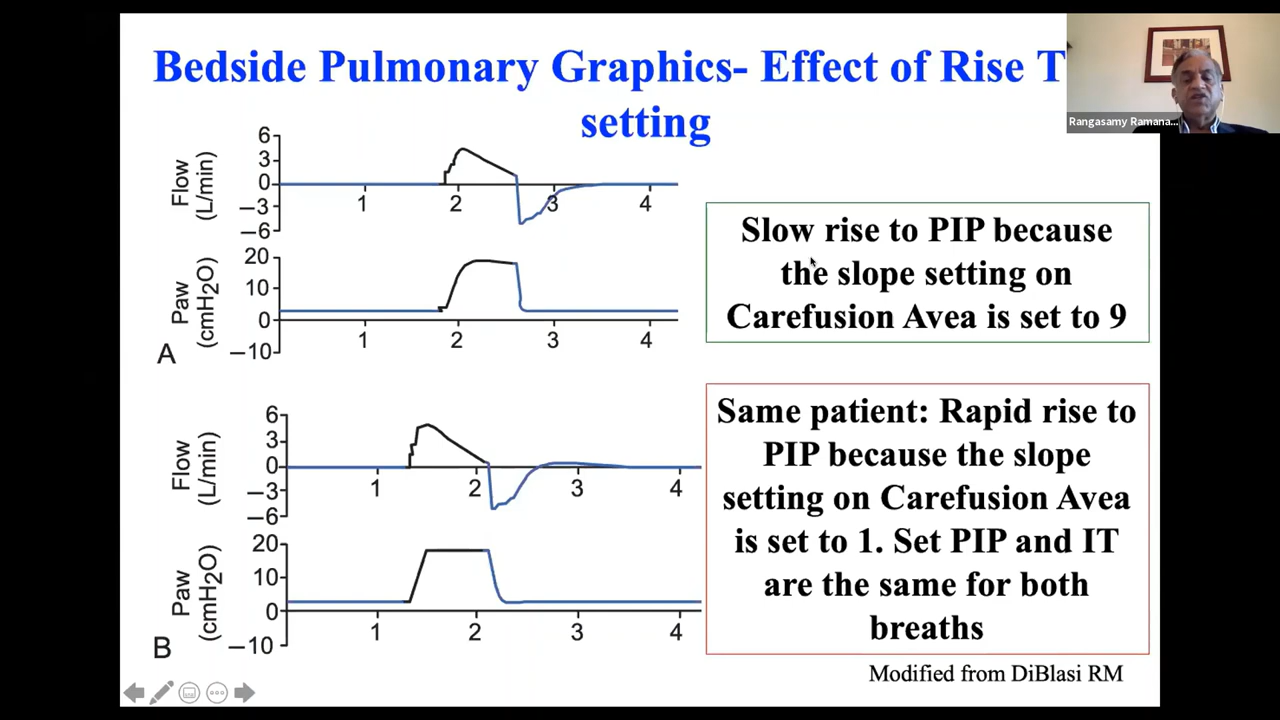 Bedside Pulmonary Graphics- Effect of Rise T
setting
Rangasamy Ramana...
Flow
(L/min)
6
3
0
−3
−6
1 2 3 4
Paw
(cmH2O)
20
10
0
−10
1 2 3 4
A
Slow rise to PIP because
the slope setting on
Carefusion Avea is set to 9
Flow
(L/min)
6
3
0
−3
−6
1 2 3 4
Paw
(cmH2O)
20
10
0
−10
1 2 3 4
B
Same patient: Rapid rise to
PIP because the slope
setting on Carefusion Avea
is set to 1. Set PIP and IT
are the same for both
breaths
Modified from DiBlasi RM